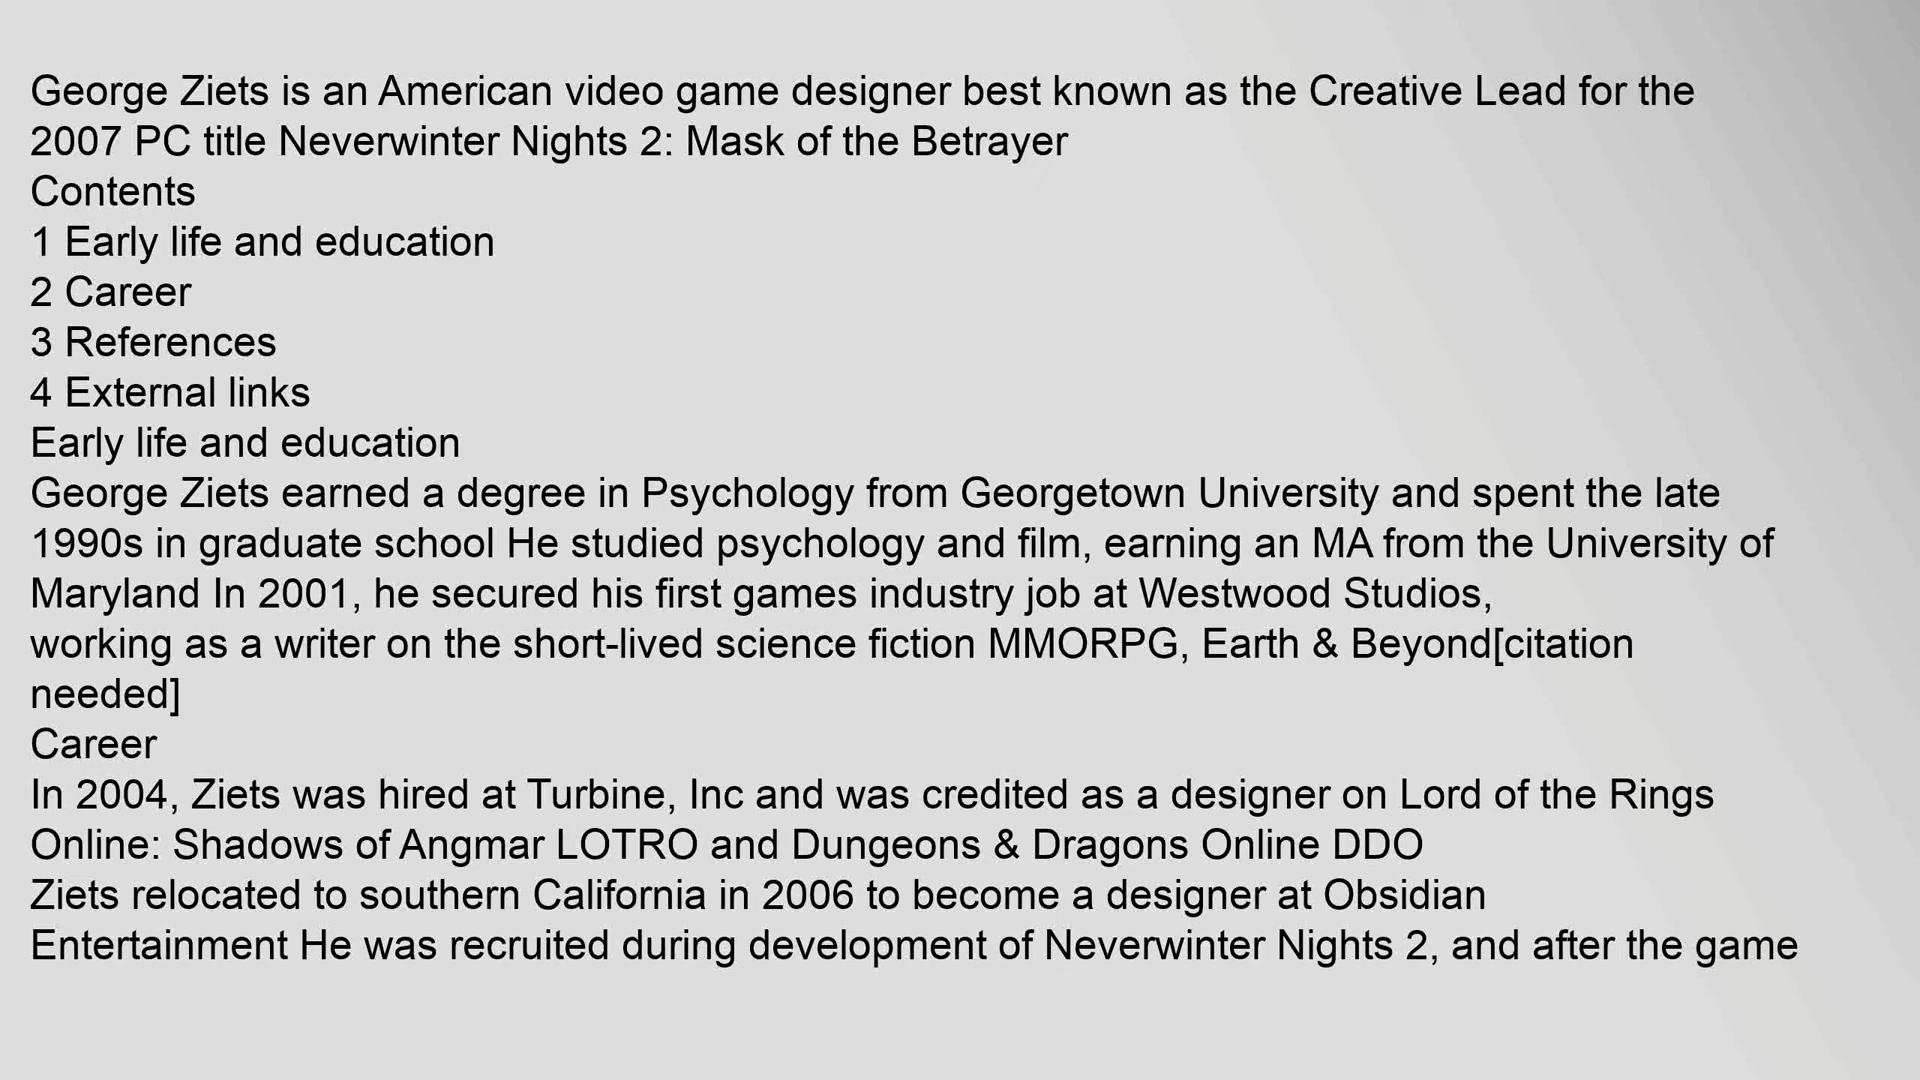 George Ziets is an American video game designer best known as the Creative Lead for the
2007 PC title Neverwinter Nights 2: Mask of the Betrayer
Contents
1 Early life and education
2 Career
3 References
4 External links
Early life and education
George Ziets earned a degree in Psychology from Georgetown University and spent the late
1990s in graduate school He studied psychology and film, earning an MA from the University of
Maryland In 2001, he secured his first games industry job at Westwood Studios,
working as a writer on the short-lived science fiction MMORPG, Earth & Beyond[citation
needed]
Career
In 2004, Ziets was hired at Turbine, Inc and was credited as a designer on Lord of the Rings
Online: Shadows of Angmar LOTRO and Dungeons & Dragons Online DDO
Ziets relocated to southern California in 2006 to become a designer at Obsidian
Entertainment He was recruited during development of Neverwinter Nights 2, and after the game